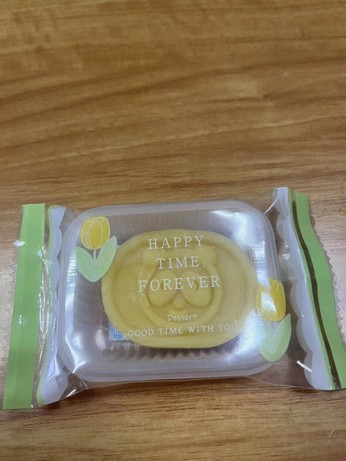 HAPPY
TIME
FOREVER
Dessert
GOOD TIME WITH YOU